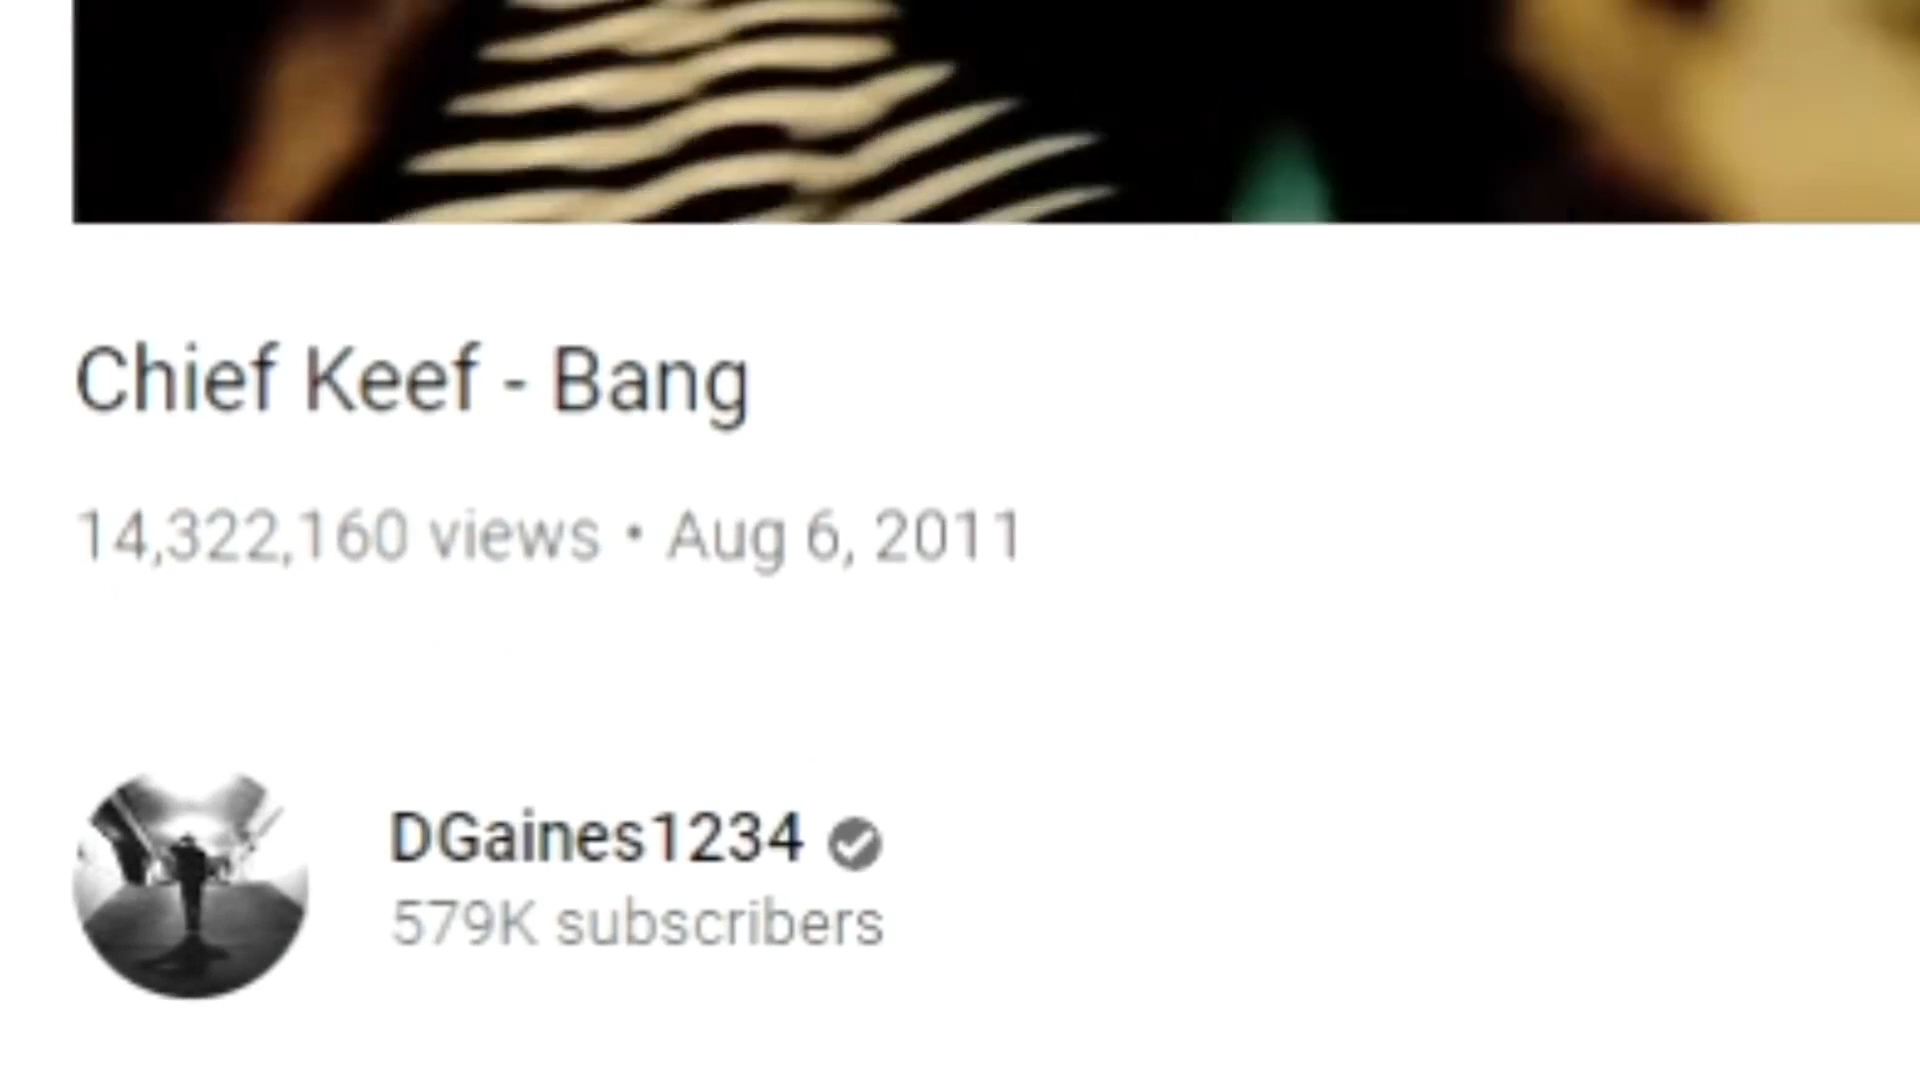 Chief Keef - Bang
14,322,160 views • Aug 6, 2011
DGaines1234
579K subscribers